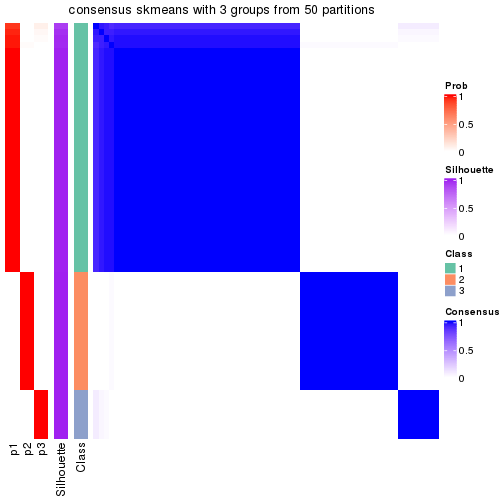 consensus skmeans with 3 groups from 50 partitions
Prob
1
0.5
0
Silhouette
1
0.5
0
Class
1
2
3
Consensus
1
0.5
0
p1
p2
p3
Silhouette
Class